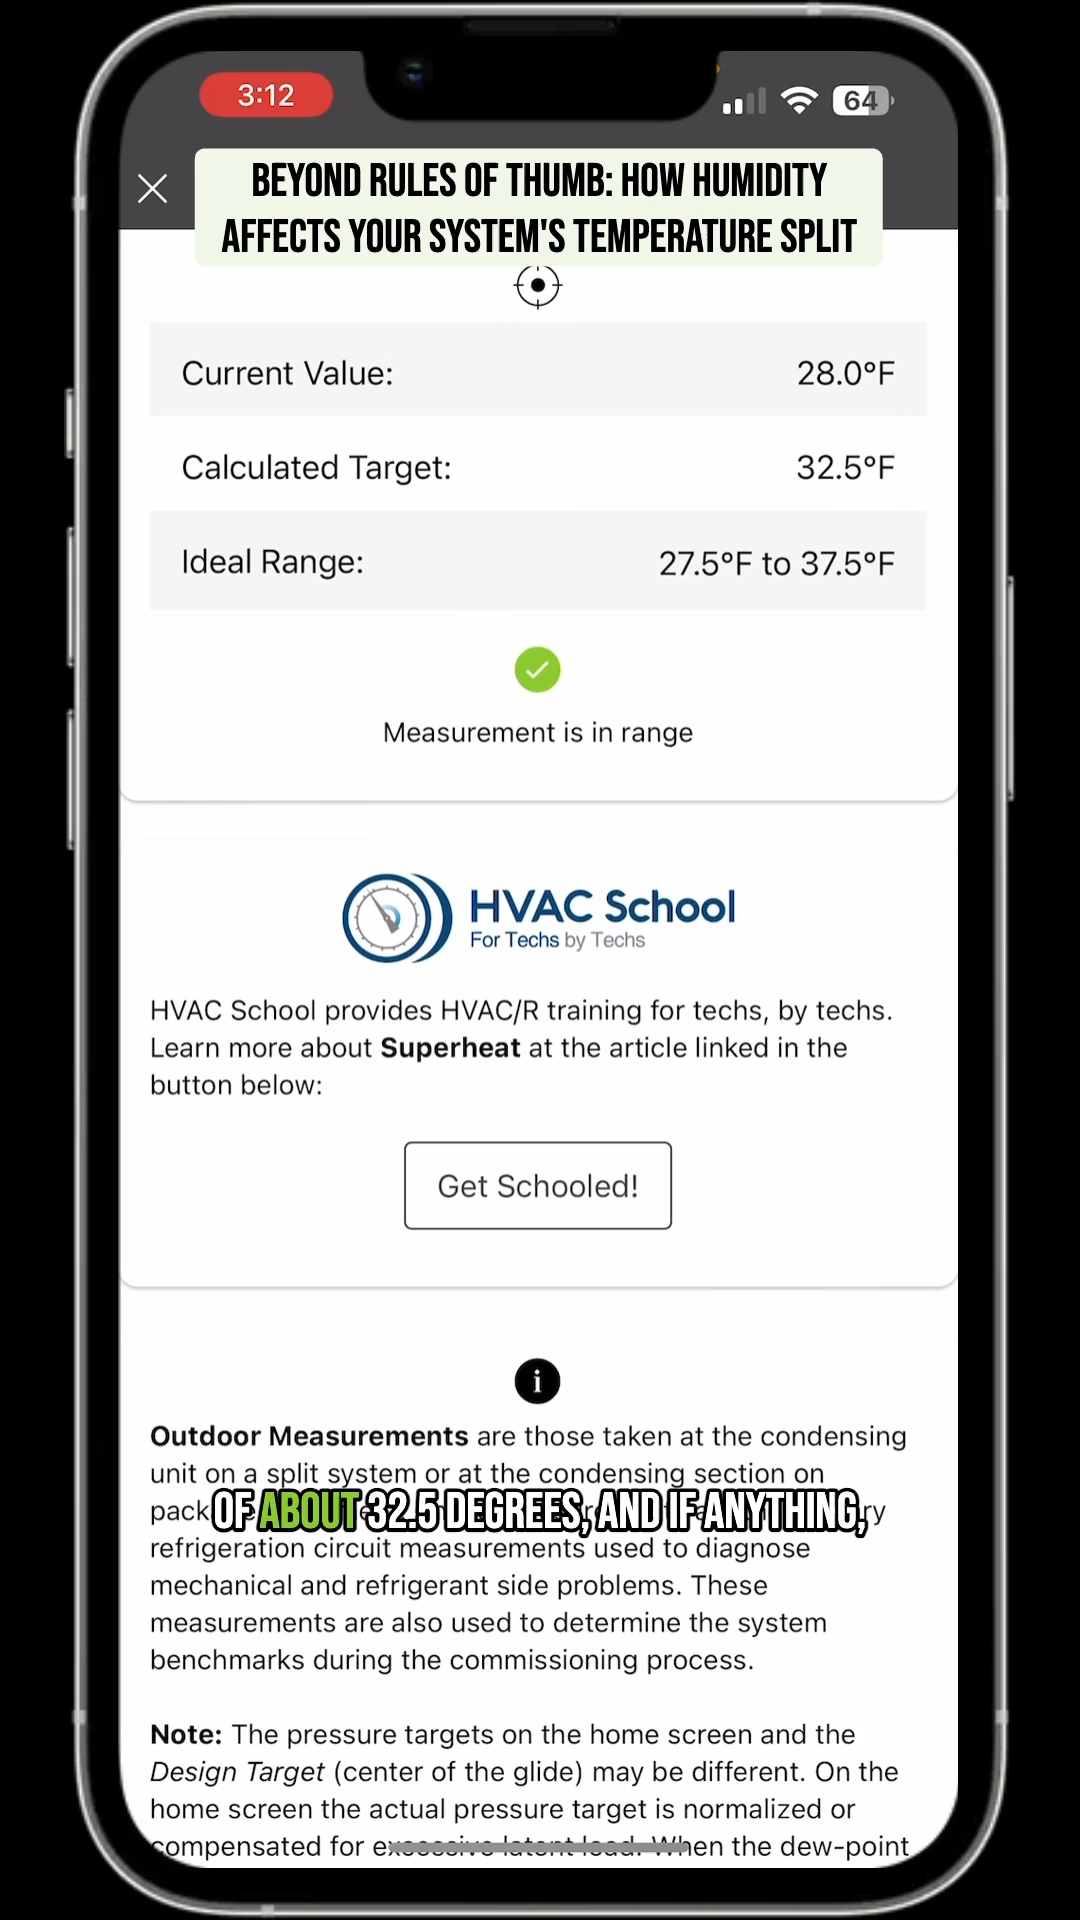 3:12
64
BEYOND RULES OF THUMB: HOW HUMIDITY
AFFECTS YOUR SYSTEM'S TEMPERATURE SPLIT
Current Value: 28.0°F
Calculated Target: 32.5°F
Ideal Range: 27.5°F to 37.5°F
Measurement is in range
HVAC School
For Techs by Techs
HVAC School provides HVAC/R training for techs, by techs.
Learn more about Superheat at the article linked in the
button below:
Get Schooled!
i
Outdoor Measurements are those taken at the condensing
unit on a split system or at the condensing section on
OF ABOUT 32.5 DEGREES, AND IF ANYTHING,
refrigeration circuit measurements used to diagnose
mechanical and refrigerant side problems. These
measurements are also used to determine the system
benchmarks during the commissioning process.
Note: The pressure targets on the home screen and the
Design Target (center of the glide) may be different. On the
home screen the actual pressure target is normalized or
compensated for excessive latent load. When the dew-point